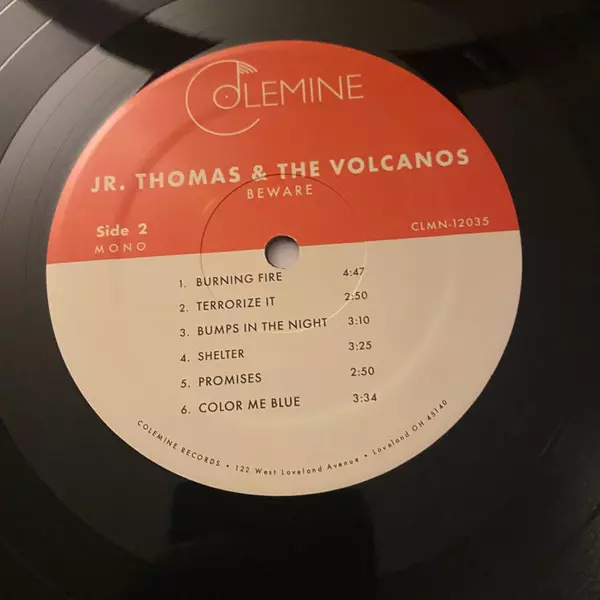 COLEMINE
JR. THOMAS & THE VOLCANOS
BEWARE
Side 2
MONO
CLMN-12035
1. BURNING FIRE 4:47
2. TERRORIZE IT 2:50
3. BUMPS IN THE NIGHT 3:10
4. SHELTER 3:25
5. PROMISES 2:50
6. COLOR ME BLUE 3:34
COLEMINE RECORDS • 122 West Loveland Avenue • Loveland OH 45140